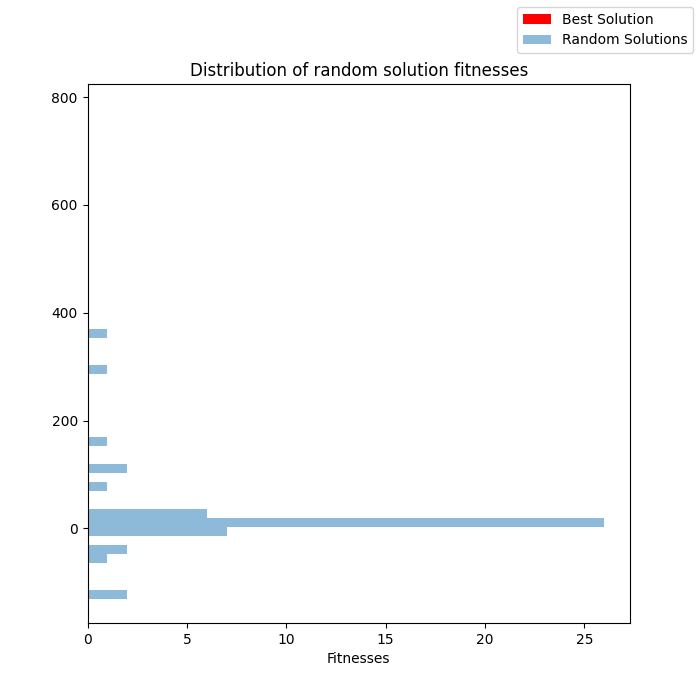 Best Solution
Random Solutions
Distribution of random solution fitnesses
800
600
400
200
0
0 5 10 15 20 25
Fitnesses